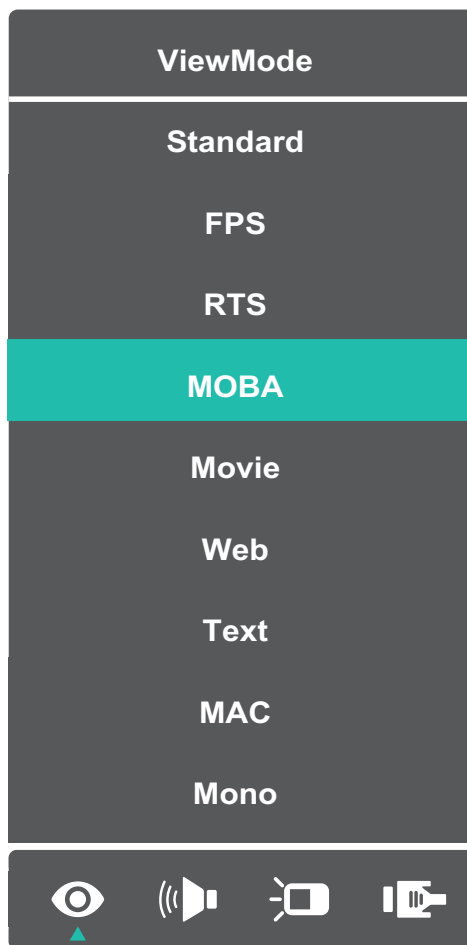 ViewMode
Standard
FPS
RTS
MOBA
Movie
Web
Text
MAC
Mono